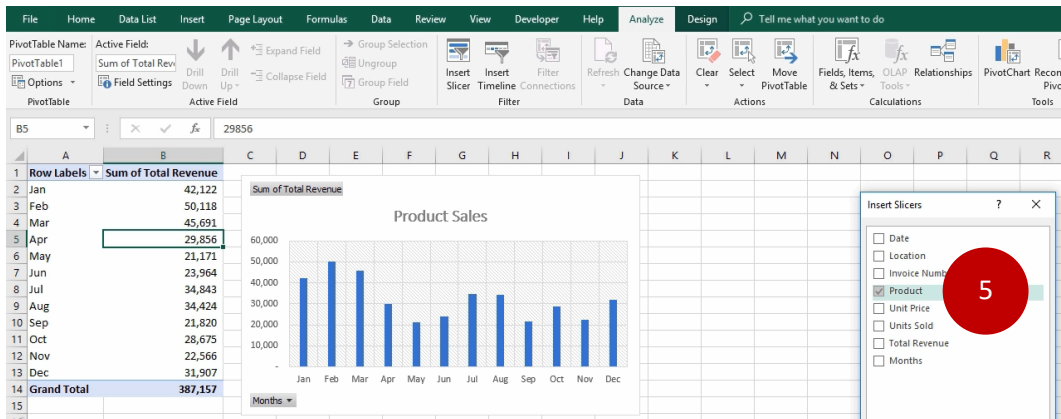 File Home Data List Insert Page Layout Formulas Data Review View Developer Help Analyze Design Tell me what you want to do
PivotTable Name: Active Field:
PivotTable1 Sum of Total Rev
Options Field Settings
Drill Down Drill Up
Expand Field
Collapse Field
Group Selection
Ungroup
Group Field
Insert Slicer Insert Timeline Filter Connections
Refresh Change Data Source
Clear Select Move PivotTable
Fields, Items, & Sets OLAP Tools Relationships
PivotChart Recon
Pivo
PivotTable Active Field Group Filter Data Actions Calculations Tools
B5 fx 29856
A B C D E F G H I J K L M N O P Q R
1 Row Labels Sum of Total Revenue
2 Jan 42,122
3 Feb 50,118
4 Mar 45,691
5 Apr 29,856
6 May 21,171
7 Jun 23,964
8 Jul 34,843
9 Aug 34,424
10 Sep 21,820
11 Oct 28,675
12 Nov 22,566
13 Dec 31,907
14 Grand Total 387,157
15
Sum of Total Revenue
Product Sales
60,000
50,000
40,000
30,000
20,000
10,000
-
Jan Feb Mar Apr May Jun Jul Aug Sep Oct Nov Dec
Months
Insert Slicers ? ×
Date
Location
Invoice Numb
Product
Unit Price
Units Sold
Total Revenue
Months
5